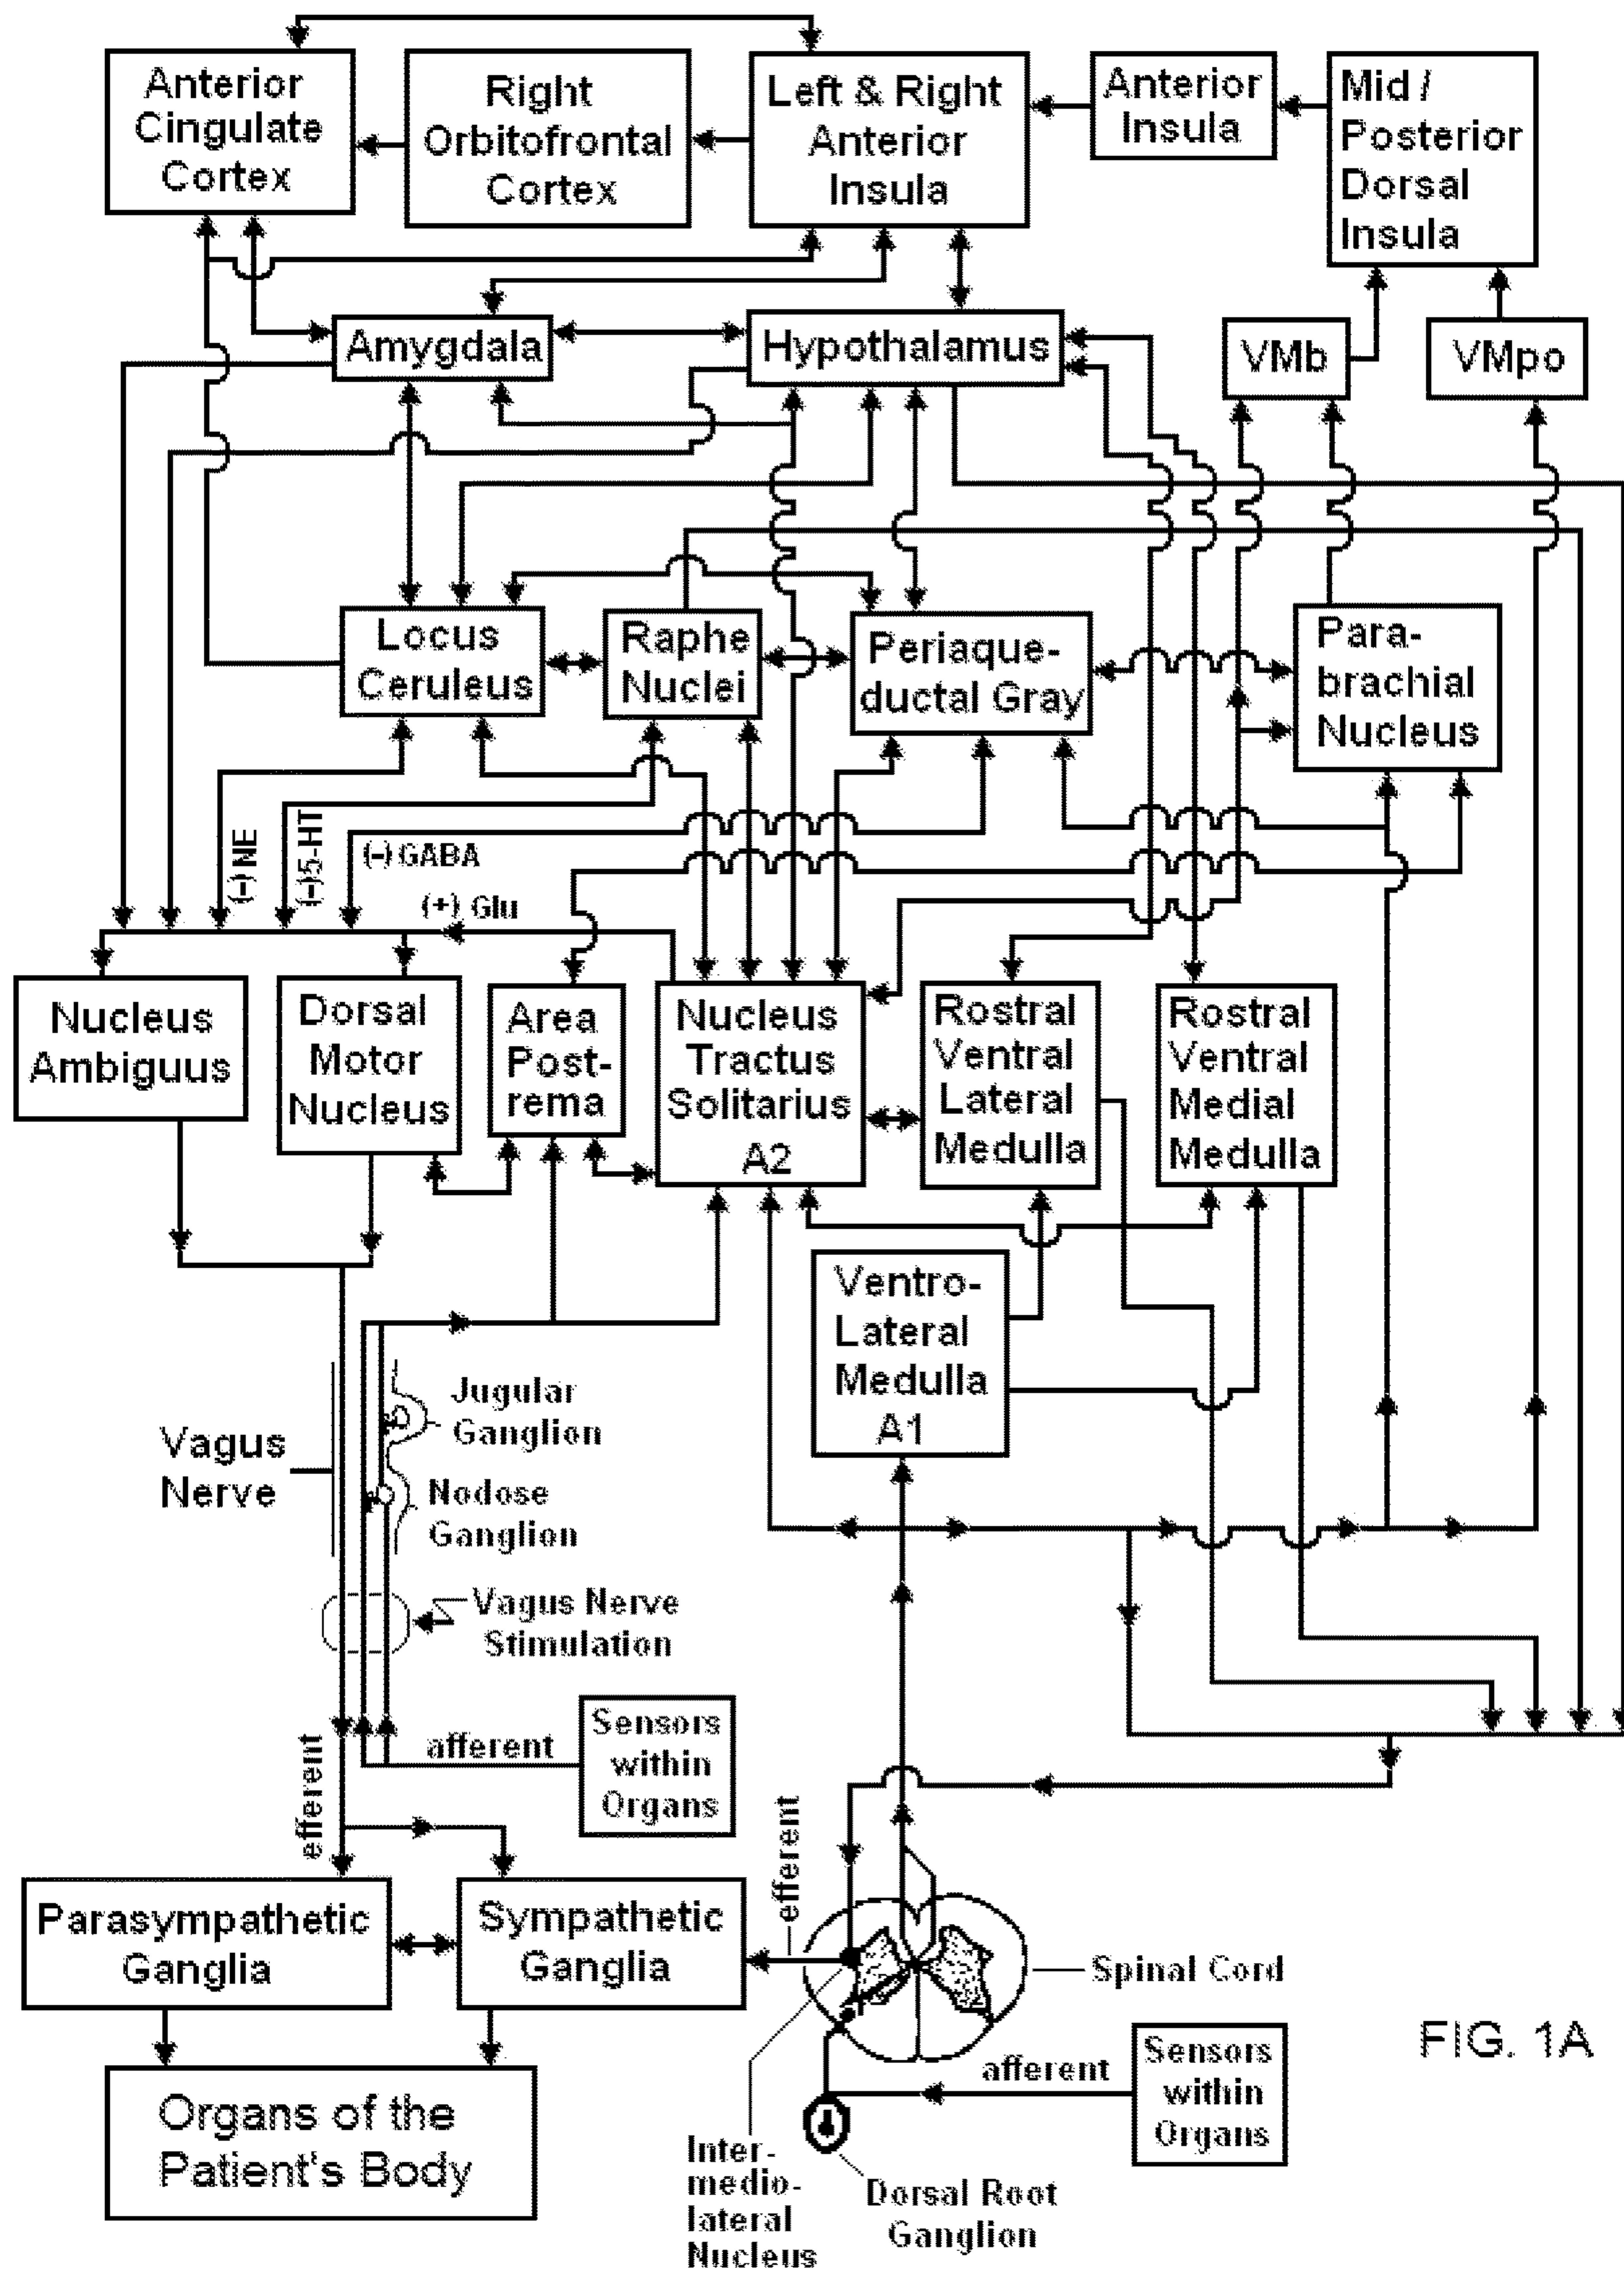 Anterior
Cingulate
Cortex
Right
Orbitofrontal
Cortex
Left & Right
Anterior
Insula
Anterior
Insula
Mid /
Posterior
Dorsal
Insula
Amygdala
Hypothalamus
VMb
VMpo
Locus
Ceruleus
Raphe
Nuclei
Periaque-
ductal Gray
Para-
brachial
Nucleus
(-) NE
(-)5-HT
(-) GABA
(+) Glu
Nucleus
Ambiguus
Dorsal
Motor
Nucleus
Area
Post-
rema
Nucleus
Tractus
Solitarius
A2
Rostral
Ventral
Lateral
Medulla
Rostral
Ventral
Medial
Medulla
Ventro-
Lateral
Medulla
A1
Vagus
Nerve
Jugular
Ganglion
Nodose
Ganglion
Vagus Nerve
Stimulation
efferent
afferent
Sensors
within
Organs
Parasympathetic
Ganglia
Sympathetic
Ganglia
efferent
Spinal Cord
Organs of the
Patient's Body
Inter-
medio-
lateral
Nucleus
Dorsal Root
Ganglion
afferent
Sensors
within
Organs
FIG. 1A